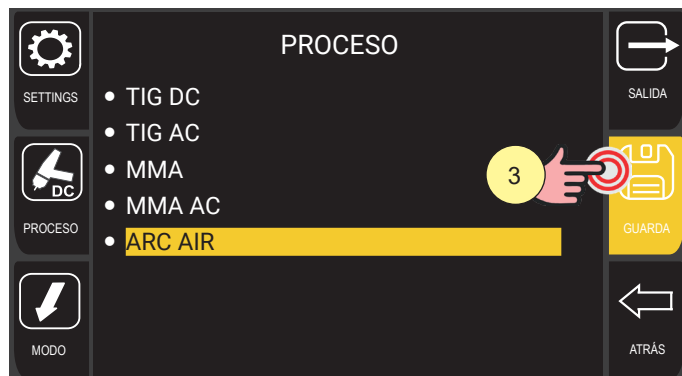 PROCESO
SETTINGS
PROCESO
DC
MODO
• TIG DC
• TIG AC
• MMA
• MMA AC
• ARC AIR
3
SALIDA
GUARDA
ATRÁS